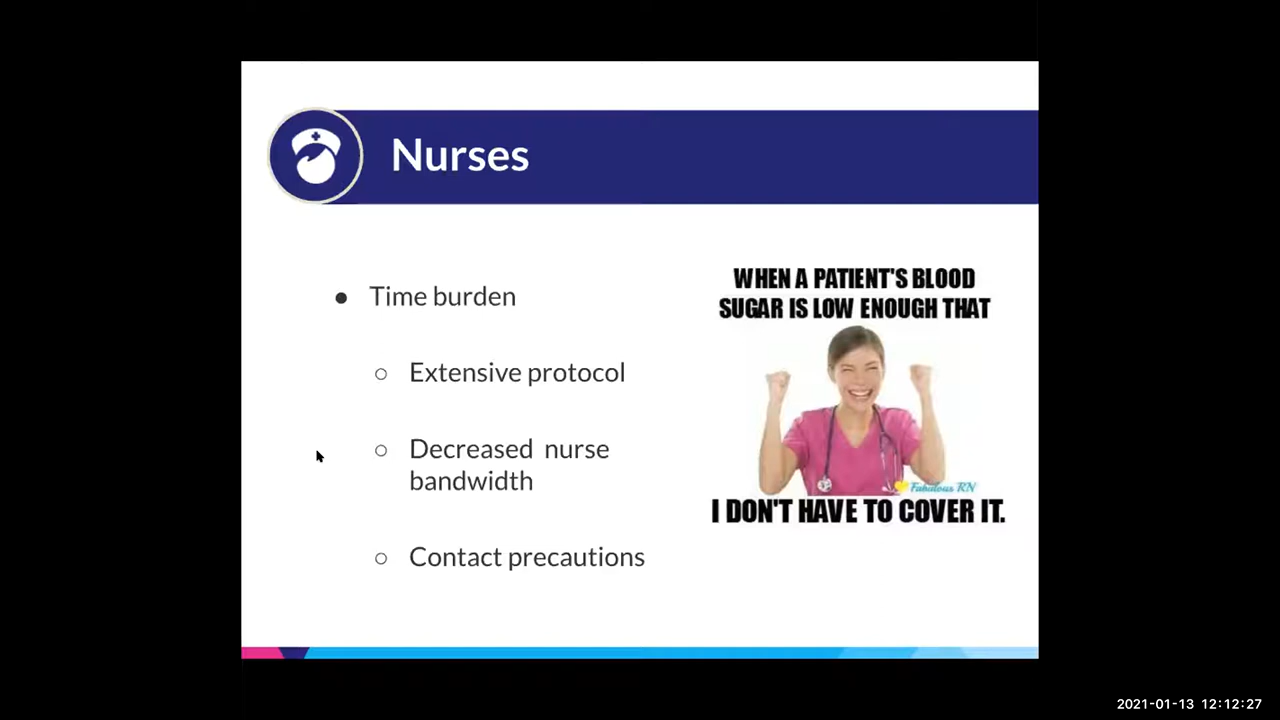 Nurses
● Time burden
○ Extensive protocol
○ Decreased nurse
bandwidth
○ Contact precautions
WHEN A PATIENT'S BLOOD
SUGAR IS LOW ENOUGH THAT
Fabulous RN
I DON'T HAVE TO COVER IT.
2021-01-13 12:12:27